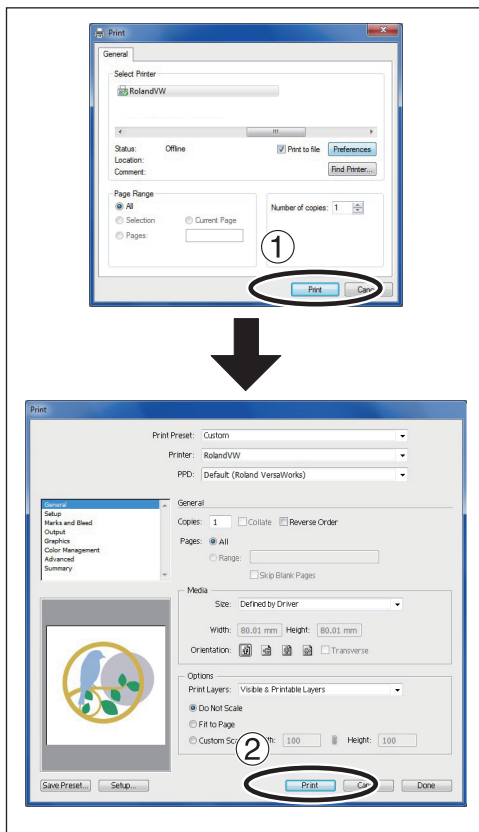 Print
General
Select Printer
RolandVW
Status: Offline
Print to file
Preferences
Location:
Comment:
Find Printer...
Page Range
All
Selection
Current Page
Pages:
Number of copies: 1
1
Print
Print
Print Preset: Custom
Printer: RolandVW
PPD: Default (Roland VersaWorks)
General
Setup
Marks and Bleed
Output
Graphics
Color Management
Advanced
Summary
General
Copies: 1
Collate
Reverse Order
Pages: All
Range:
Skip Blank Pages
Media
Size: Defined by Driver
Width: 80.01 mm Height: 80.01 mm
Orientation:
Transverse
Options
Print Layers: Visible & Printable Layers
Do Not Scale
Fit to Page
Custom
100
Height: 100
2
Save Preset...
Setup...
Print
Done